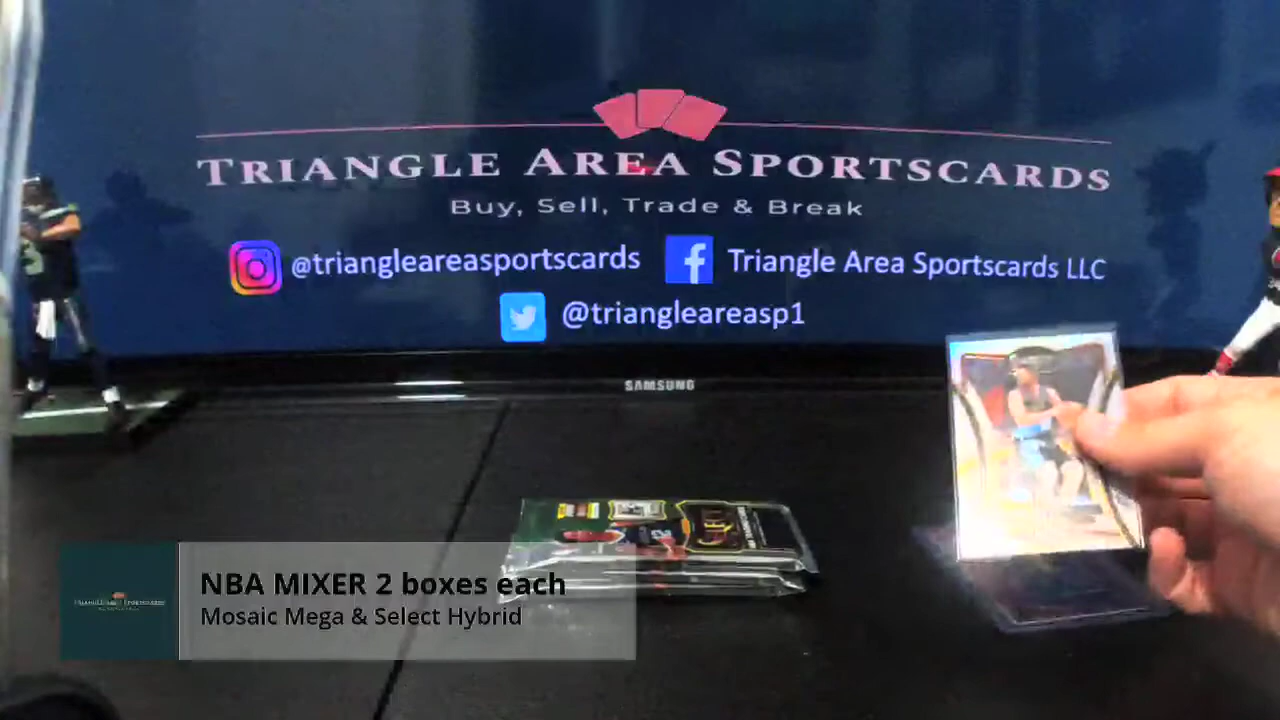 TRIANGLE AREA SPORTSCARDS
Buy, Sell, Trade & Break
@triangleareasportscards
Triangle Area Sportscards LLC
@triangleareasp1
SAMSUNG
SELECT
NBA MIXER 2 boxes each
Mosaic Mega & Select Hybrid